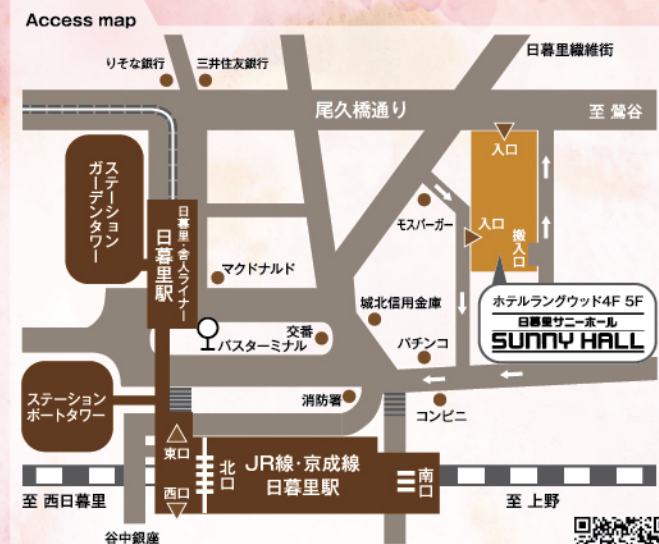 Access map
りそな銀行
三井住友銀行
日暮里繊維街
尾久橋通り
至 鶯谷
ステーション
ガーデンタワー
日暮里・舎人ライナー
日暮里駅
入口
入口
搬入口
モスバーガー
マクドナルド
城北信用金庫
ホテルラングウッド4F 5F
日暮里サニーホール
SUNNY HALL
交番
バスターミナル
パチンコ
ステーション
ポートタワー
消防署
コンビニ
東口
西口
北口
JR線・京成線
日暮里駅
南口
至 西日暮里
至 上野
谷中銀座